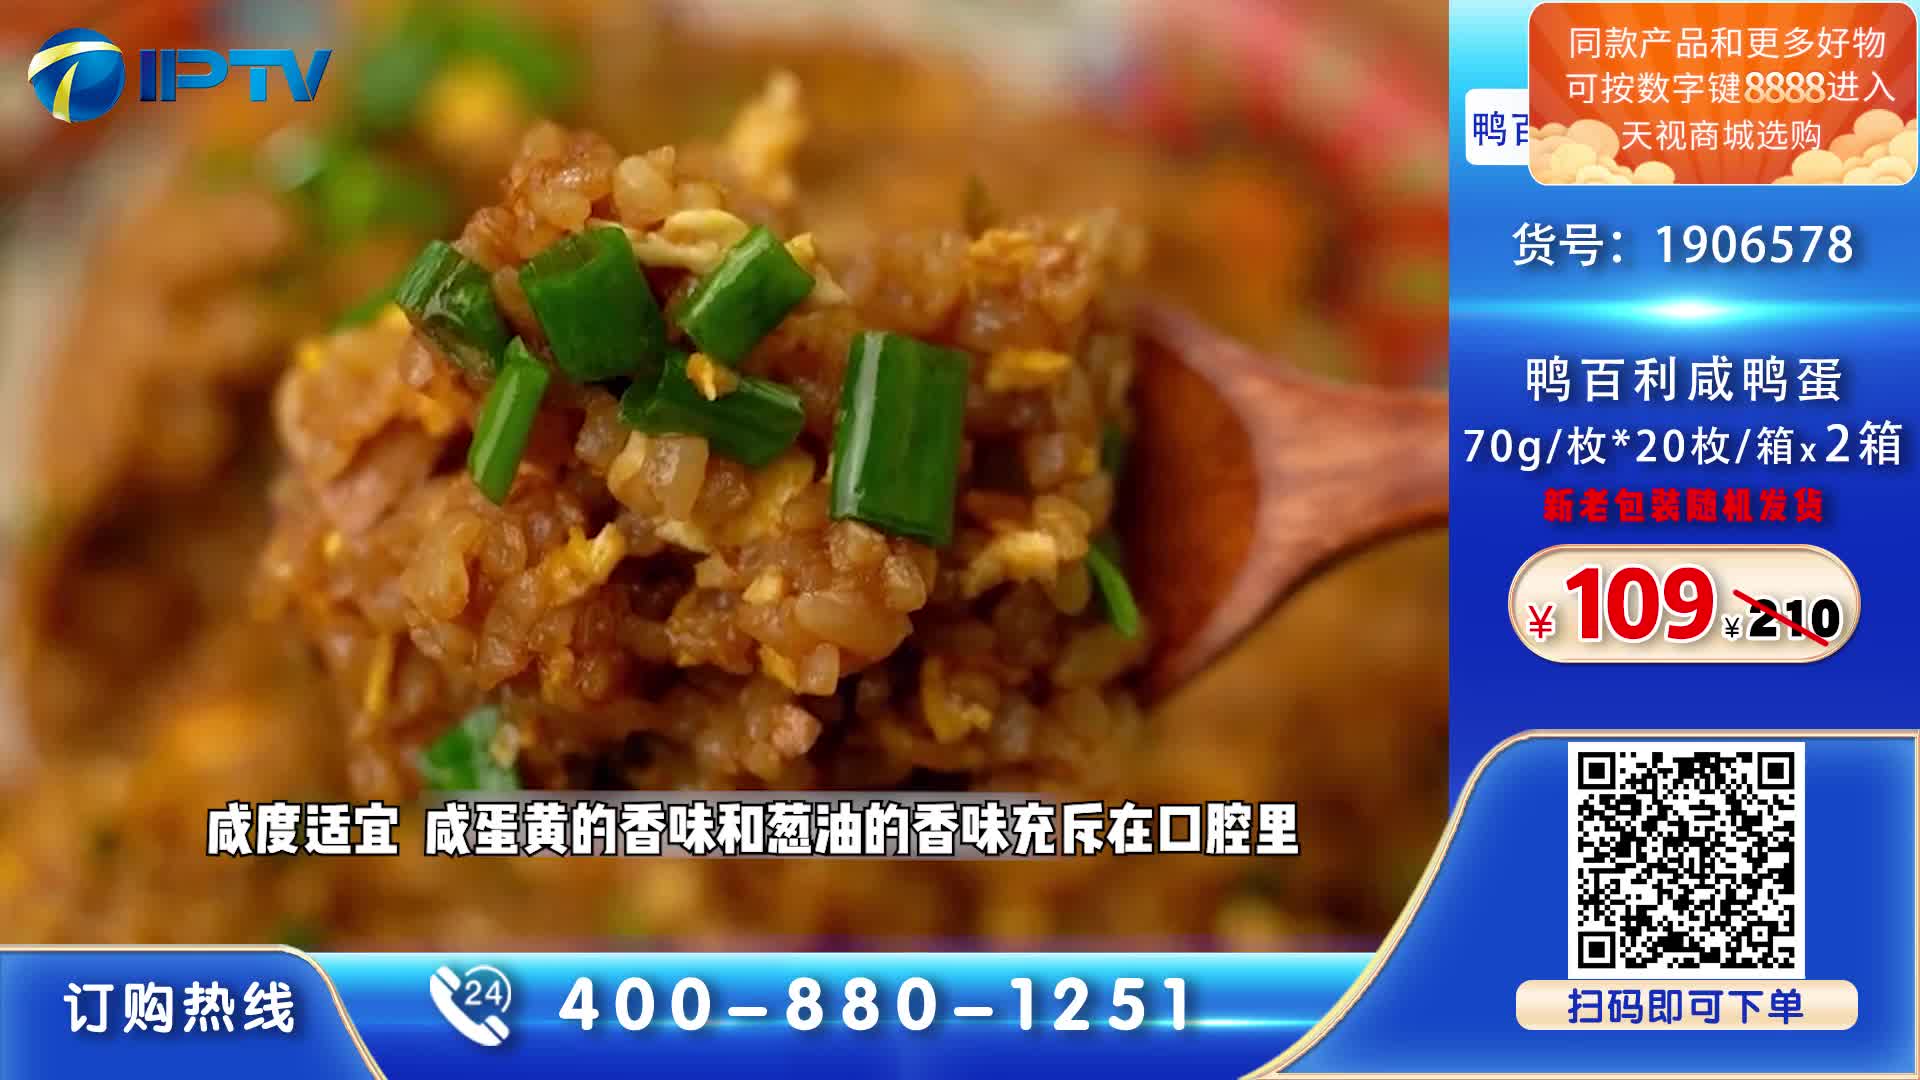 IPTV
同款产品和更多好物
可按数字键8888进入
天视商城选购
鸭百
货号：1906578
鸭百利咸鸭蛋
70g/枚*20枚/箱x2箱
新老包装随机发货
¥109 ¥210
咸度适宜 咸蛋黄的香味和葱油的香味充斥在口腔里
订购热线 24 400-880-1251
扫码即可下单